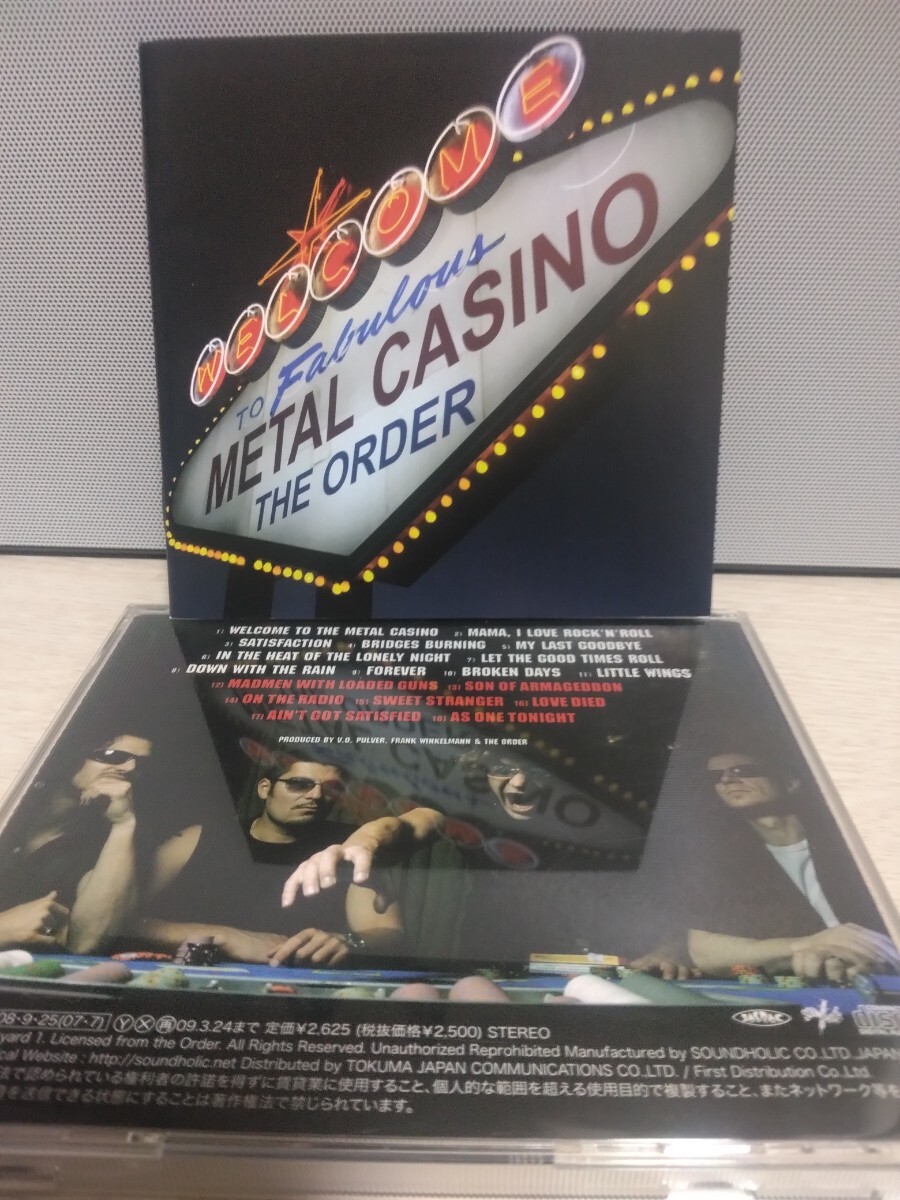 WELCOME
TO Fabulous
METAL CASINO
THE ORDER
1) WELCOME TO THE METAL CASINO 2) MAMA, I LOVE ROCK'N'ROLL
3) SATISFACTION 4) BRIDGES BURNING 5) MY LAST GOODBYE
6) IN THE HEAT OF THE LONELY NIGHT 7) LET THE GOOD TIMES ROLL
8) DOWN WITH THE RAIN 9) FOREVER 10) BROKEN DAYS 11) LITTLE WINGS
12) MADMEN WITH LOADED GUNS 13) SON OF ARMAGEDDON
14) ON THE RADIO 15) SWEET STRANGER 16) LOVE DIED
17) AIN'T GOT SATISFIED 18) AS ONE TONIGHT
PRODUCED BY V.O. PULVER, FRANK WINKELMANN & THE ORDER
08・9・25(07・7) Y X 再 09.3.24まで 定価¥2,625 (税抜価格¥2,500) STEREO
yard 1. Licensed from the Order. All Rights Reserved. Unauthorized Reprohibited Manufactured by SOUNDHOLIC CO.,LTD. JAPAN
cal Website : http://soundholic.net Distributed by TOKUMA JAPAN COMMUNICATIONS CO.,LTD. / First Distribution Co.,Ltd.
法で認められている権利者の許諾を得ずに賃貸業に使用すること、個人的な範囲を超える使用目的で複製すること、またネットワーク等を
を送信できる状態にすることは著作権法で禁じられています。